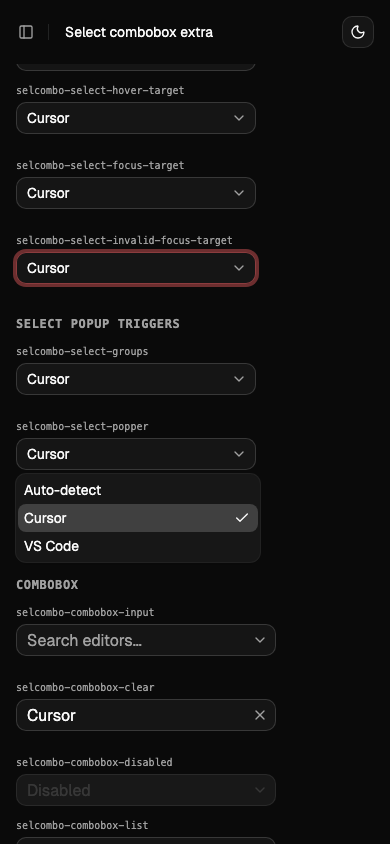 Select combobox extra
selcombo-select-hover-target
Cursor
selcombo-select-focus-target
Cursor
selcombo-select-invalid-focus-target
Cursor
SELECT POPUP TRIGGERS
selcombo-select-groups
Cursor
selcombo-select-popper
Cursor
Auto-detect
Cursor
VS Code
COMBOBOX
selcombo-combobox-input
Search editors...
selcombo-combobox-clear
Cursor
selcombo-combobox-disabled
Disabled
selcombo-combobox-list